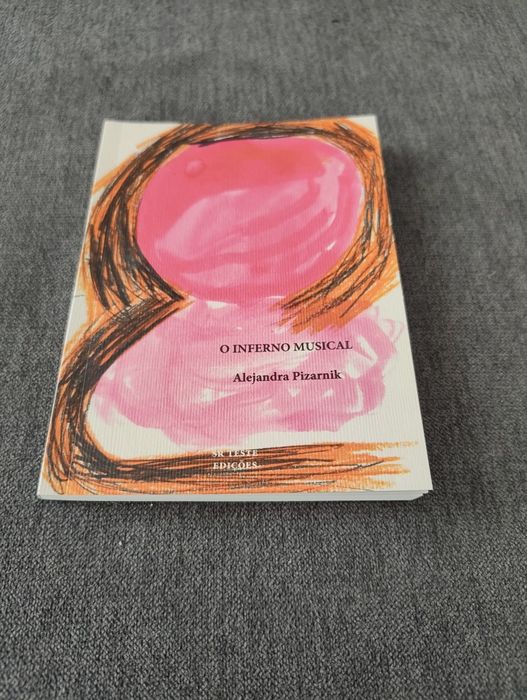 O INFERNO MUSICAL
Alejandra Pizarnik
SR TESTE
EDIÇÕES